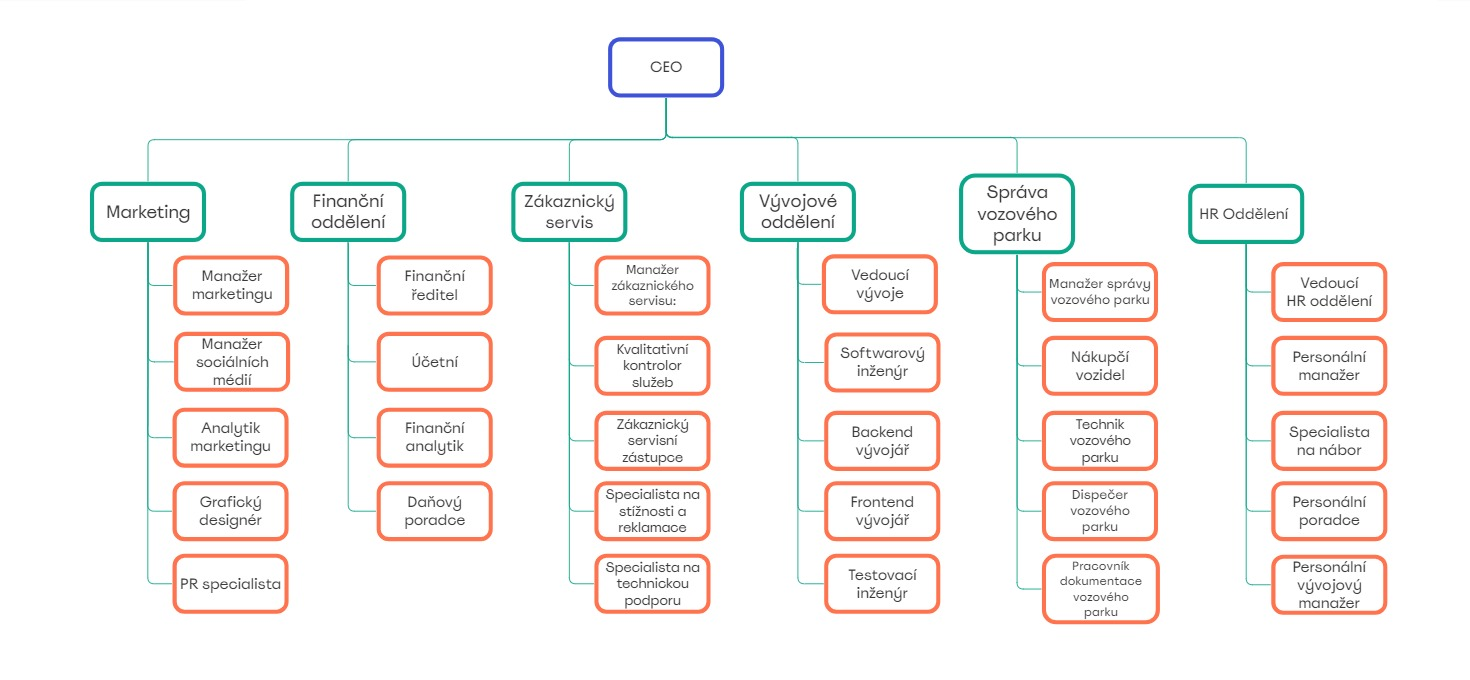 CEO
Marketing
Finanční
oddělení
Zákaznický
servis
Vývojové
oddělení
Správa
vozového
parku
HR Oddělení
Manažer
marketingu
Manažer
sociálních
médií
Analytik
marketingu
Grafický
designér
PR specialista
Finanční
ředitel
Účetní
Finanční
analytik
Daňový
poradce
Manažer
zákaznického
servisu:
Kvalitativní
kontrolor
služeb
Zákaznický
servisní
zástupce
Specialista na
stížnosti a
reklamace
Specialista na
technickou
podporu
Vedoucí
vývoje
Softwarový
inženýr
Backend
vývojář
Frontend
vývojář
Testovací
inženýr
Manažer správy
vozového parku
Nákupčí
vozidel
Technik
vozového
parku
Dispečer
vozového
parku
Pracovník
dokumentace
vozového
parku
Vedoucí
HR oddělení
Personální
manažer
Specialista
na nábor
Personální
poradce
Personální
vývojový
manažer